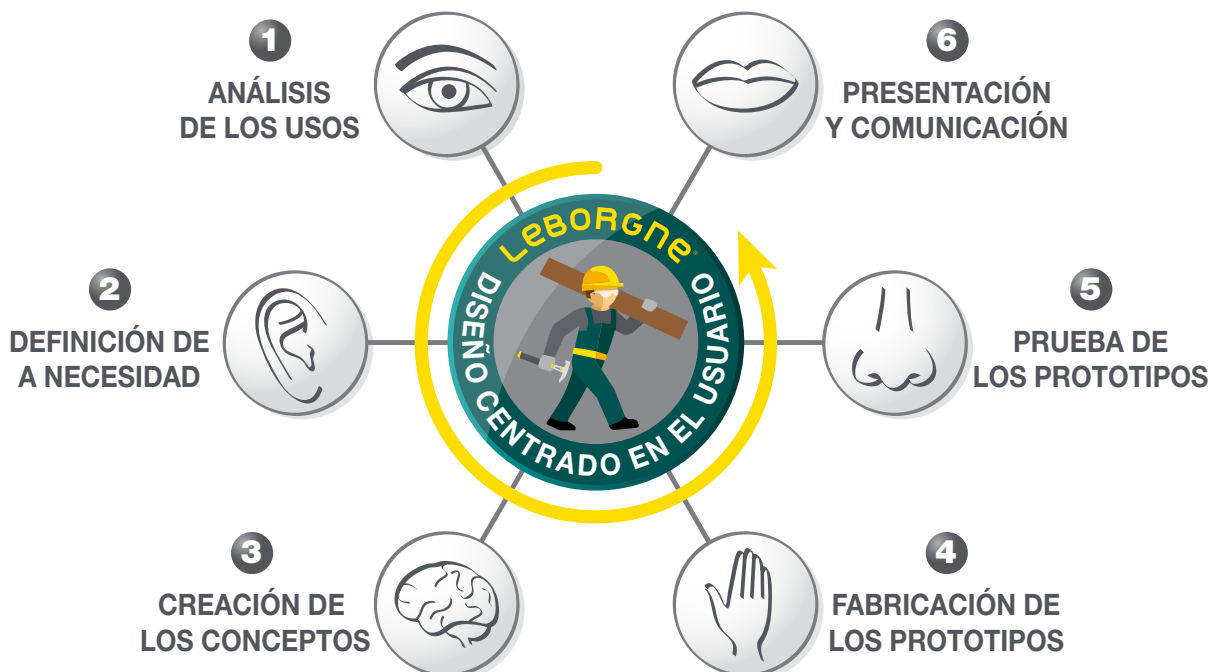 1
ANÁLISIS
DE LOS USOS
2
DEFINICIÓN DE
A NECESIDAD
3
CREACIÓN DE
LOS CONCEPTOS
4
FABRICACIÓN DE
LOS PROTOTIPOS
5
PRUEBA DE
LOS PROTOTIPOS
6
PRESENTACIÓN
Y COMUNICACIÓN
LEBORGNE®
DISEÑO CENTRADO EN EL USUARIO